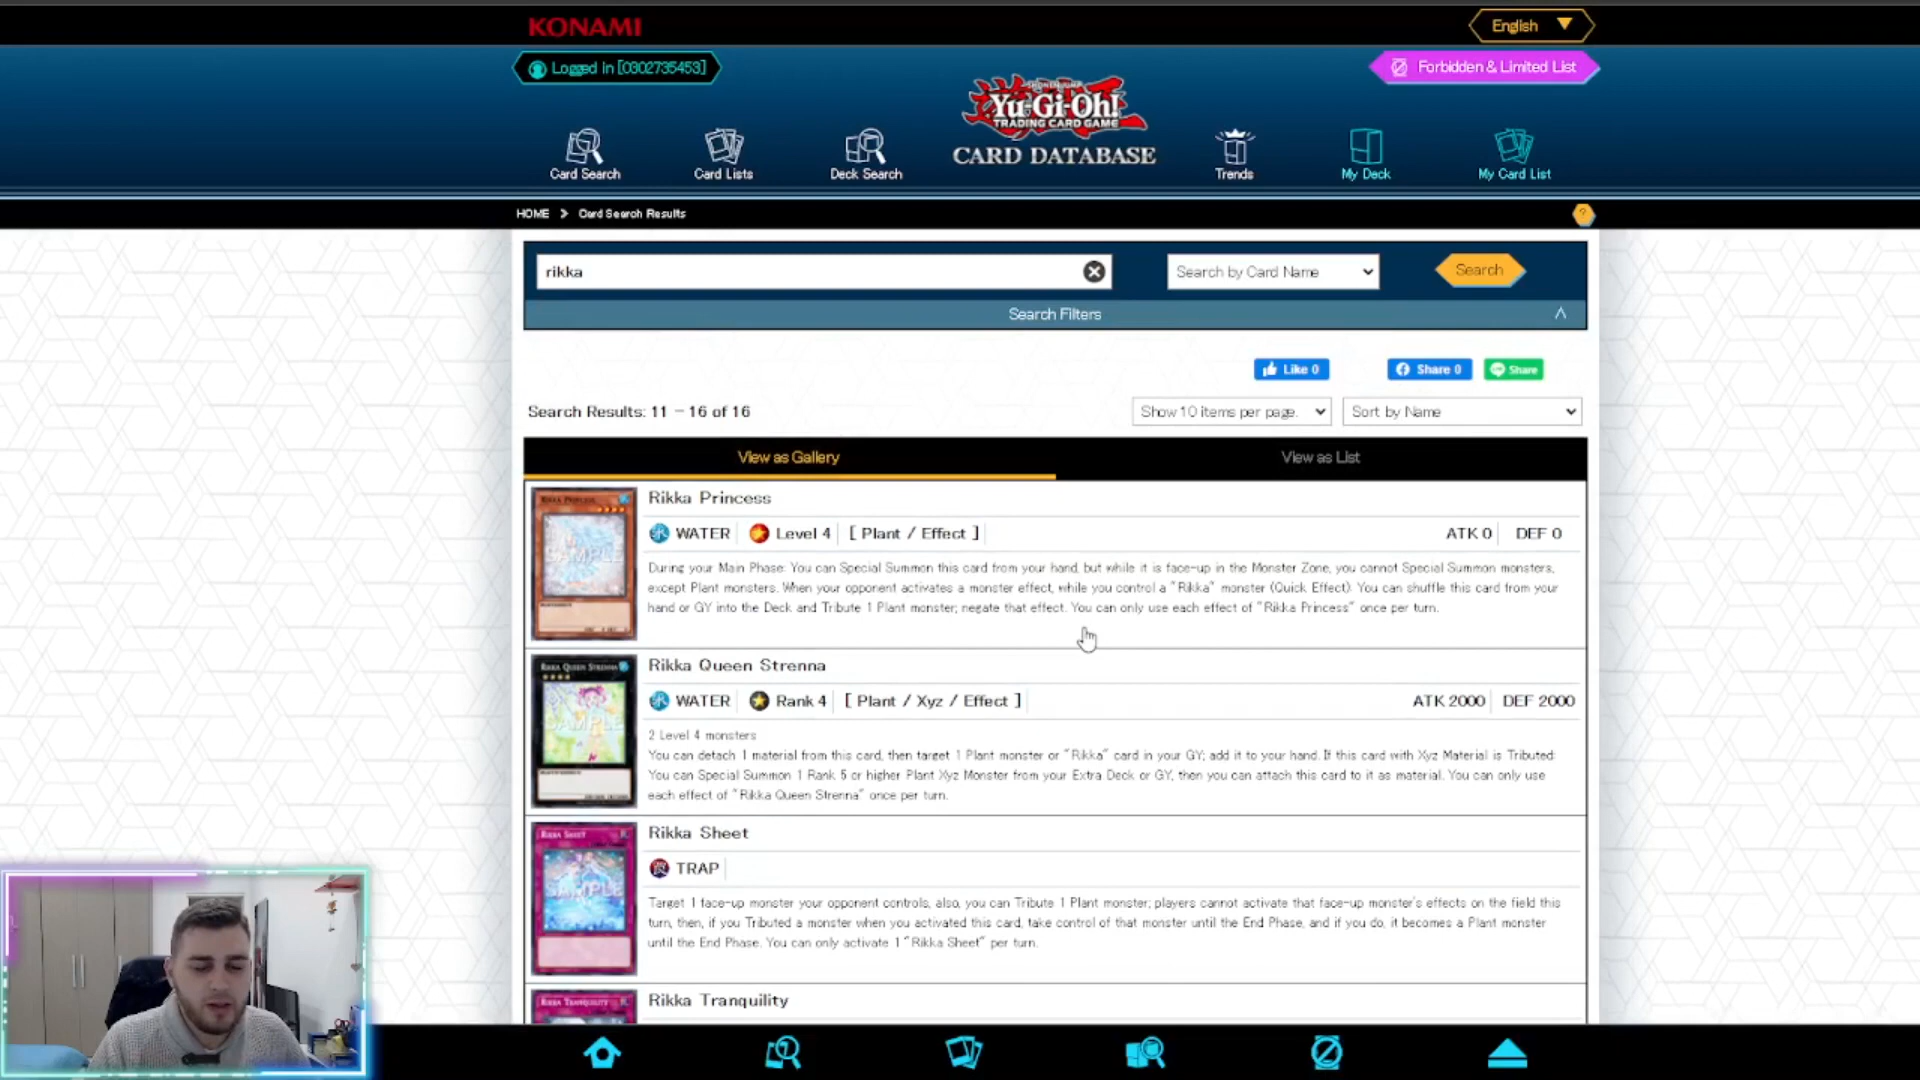 KONAMI
English
Logged in [0302735453]
Forbidden & Limited List
Yu-Gi-Oh!
TRADING CARD GAME
CARD DATABASE
Card Search
Card Lists
Deck Search
Trends
My Deck
My Card List
HOME > Card Search Results
?
rikka
Search by Card Name
Search
Search Filters
Like 0
Share 0
Share
Search Results: 11 - 16 of 16
Show 10 items per page.
Sort by Name
View as Gallery
View as List
RIKKA PRINCESS
SAMPLE
Rikka Princess
WATER
Level 4
[ Plant / Effect ]
ATK 0
DEF 0
During your Main Phase: You can Special Summon this card from your hand, but while it is face-up in the Monster Zone, you cannot Special Summon monsters,
except Plant monsters. When your opponent activates a monster effect, while you control a "Rikka" monster (Quick Effect): You can shuffle this card from your
hand or GY into the Deck and Tribute 1 Plant monster; negate that effect. You can only use each effect of "Rikka Princess" once per turn.
RIKKA QUEEN STRENNA
SAMPLE
Rikka Queen Strenna
WATER
Rank 4
[ Plant / Xyz / Effect ]
ATK 2000
DEF 2000
2 Level 4 monsters
You can detach 1 material from this card, then target 1 Plant monster or "Rikka" card in your GY; add it to your hand. If this card with Xyz Material is Tributed:
You can Special Summon 1 Rank 5 or higher Plant Xyz Monster from your Extra Deck or GY, then you can attach this card to it as material. You can only use
each effect of "Rikka Queen Strenna" once per turn.
RIKKA SHEET
SAMPLE
Rikka Sheet
TRAP
Target 1 face-up monster your opponent controls, also, you can Tribute 1 Plant monster; players cannot activate that face-up monster's effects on the field this
turn, then, if you Tributed a monster when you activated this card, take control of that monster until the End Phase, and if you do, it becomes a Plant monster
until the End Phase. You can only activate 1 "Rikka Sheet" per turn.
RIKKA TRANQUILITY
Rikka Tranquility